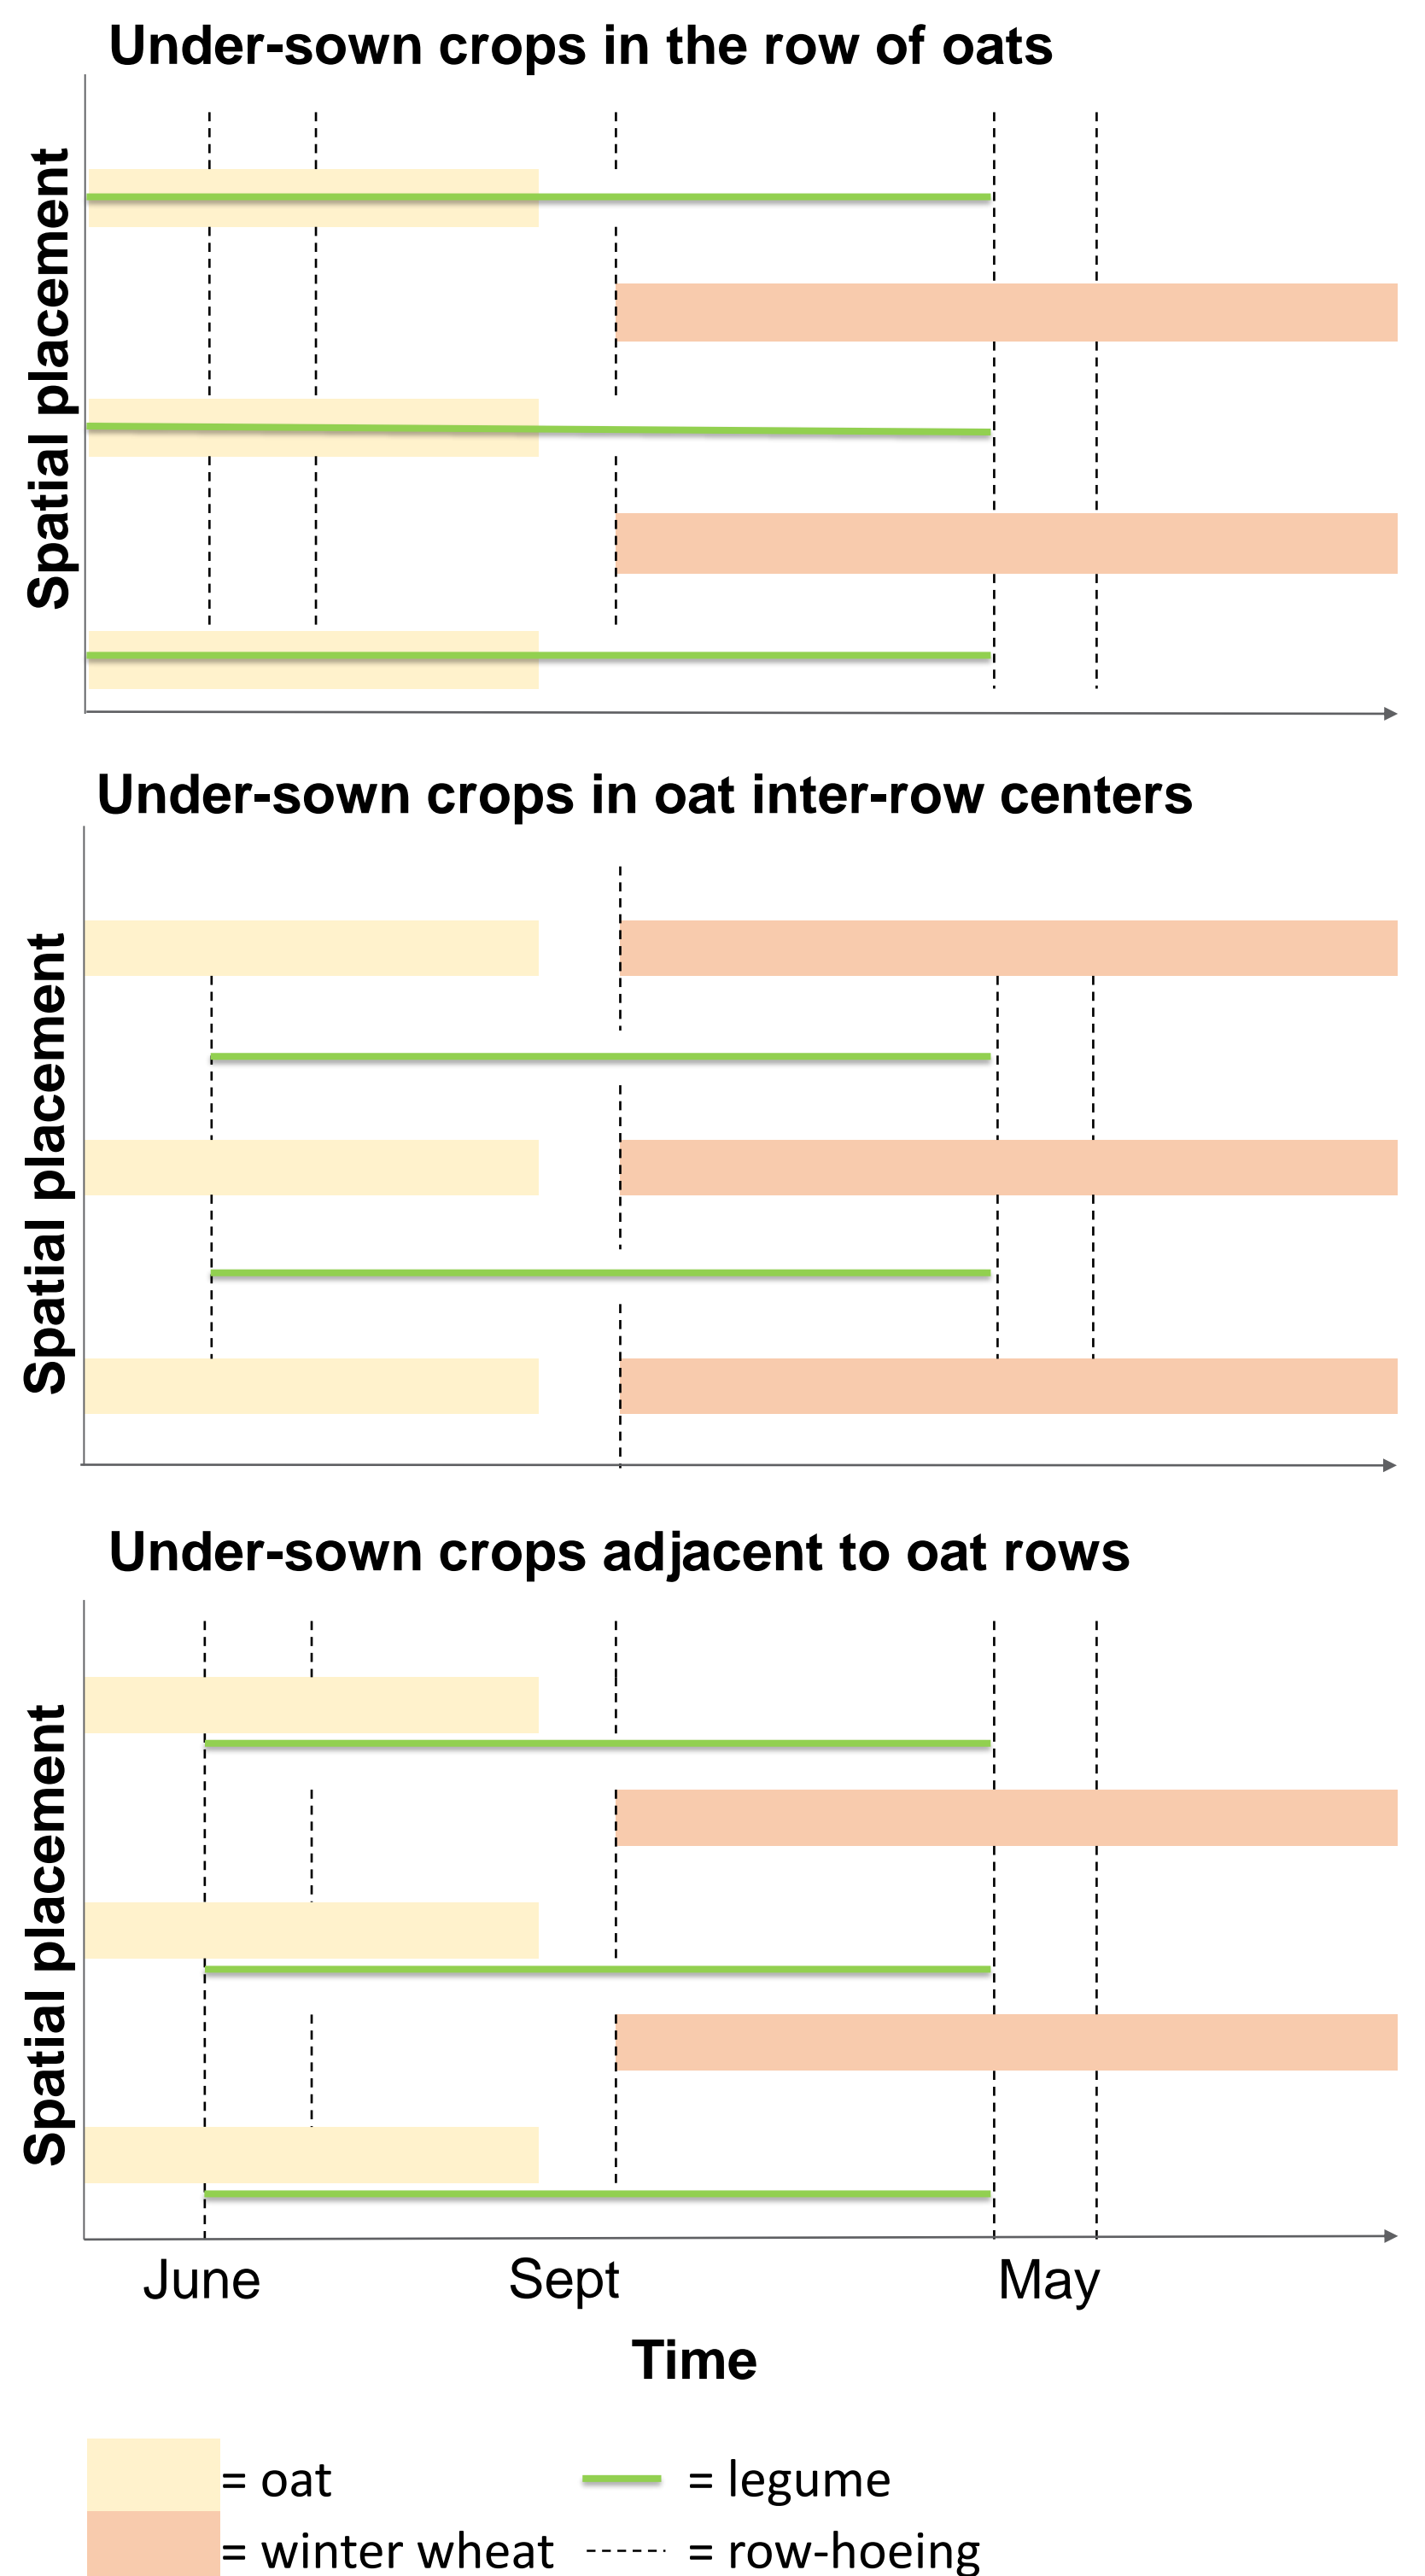 Under-sown crops in the row of oats
Spatial placement
Under-sown crops in oat inter-row centers
Spatial placement
Under-sown crops adjacent to oat rows
Spatial placement
June Sept May
Time
= oat = legume
= winter wheat = row-hoeing